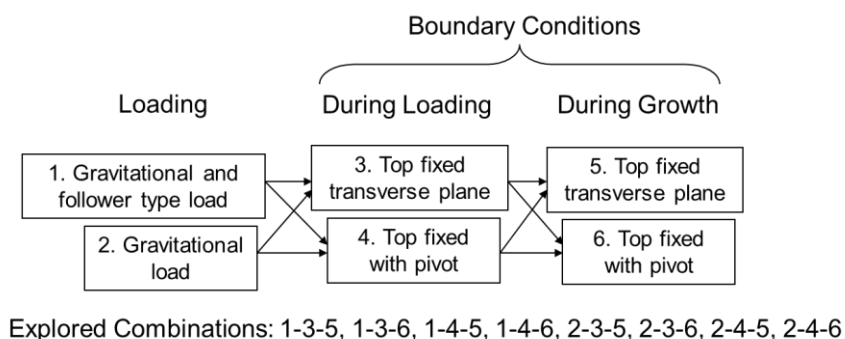 Boundary Conditions
Loading
During Loading
During Growth
1. Gravitational and
follower type load
2. Gravitational
load
3. Top fixed
transverse plane
4. Top fixed
with pivot
5. Top fixed
transverse plane
6. Top fixed
with pivot
Explored Combinations: 1-3-5, 1-3-6, 1-4-5, 1-4-6, 2-3-5, 2-3-6, 2-4-5, 2-4-6